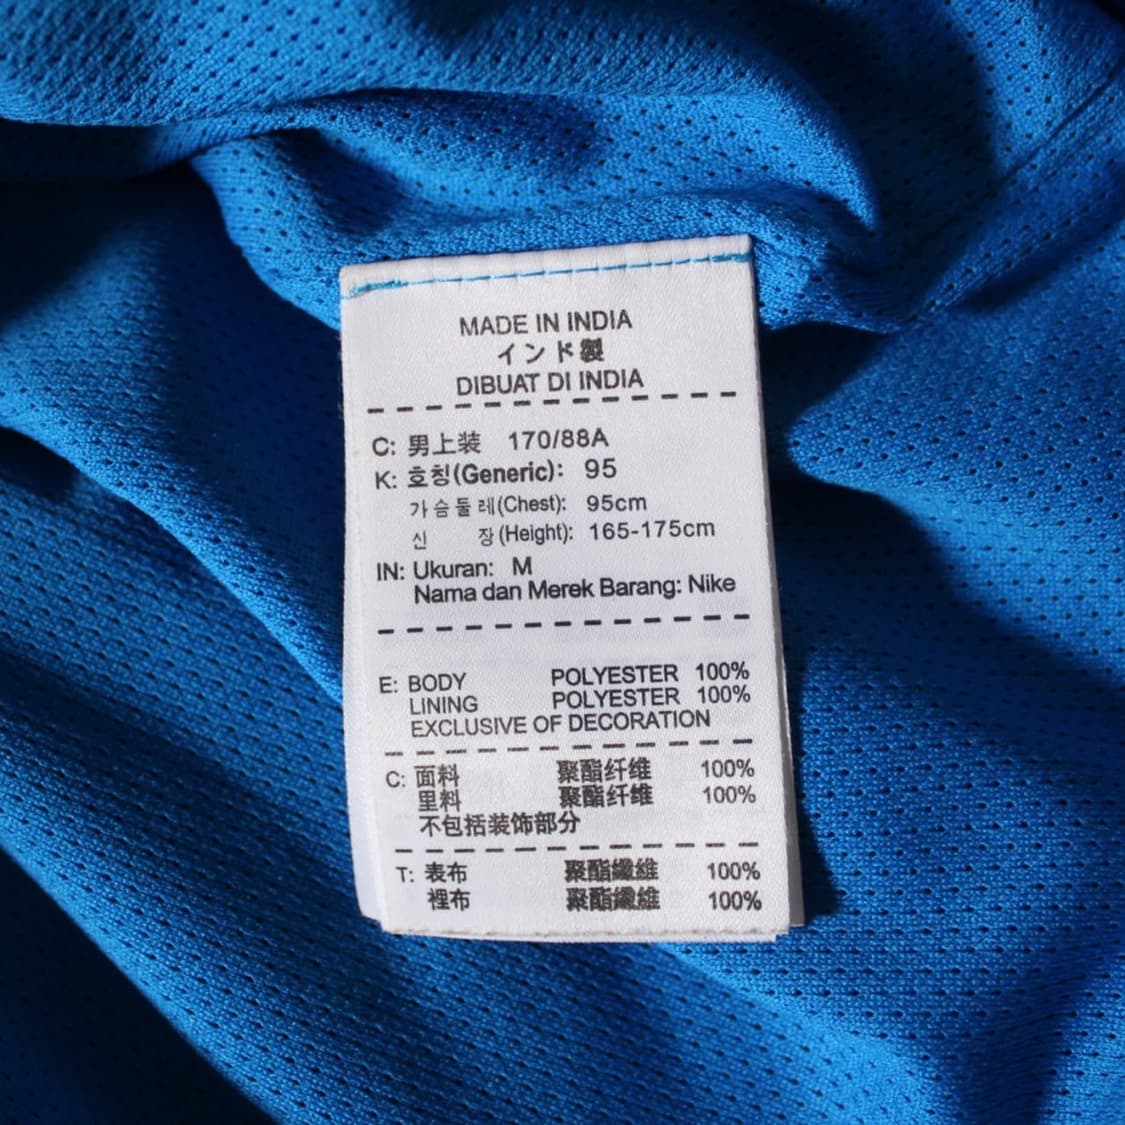 MADE IN INDIA
インド製
DIBUAT DI INDIA
C: 男上装 170/88A
K: 호칭(Generic): 95
가슴둘레(Chest): 95cm
신 장(Height): 165-175cm
IN: Ukuran: M
Nama dan Merek Barang: Nike
E: BODY POLYESTER 100%
LINING POLYESTER 100%
EXCLUSIVE OF DECORATION
C: 面料 聚酯纤维 100%
里料 聚酯纤维 100%
不包括装饰部分
T: 表布 聚酯纖維 100%
裡布 聚酯纖維 100%